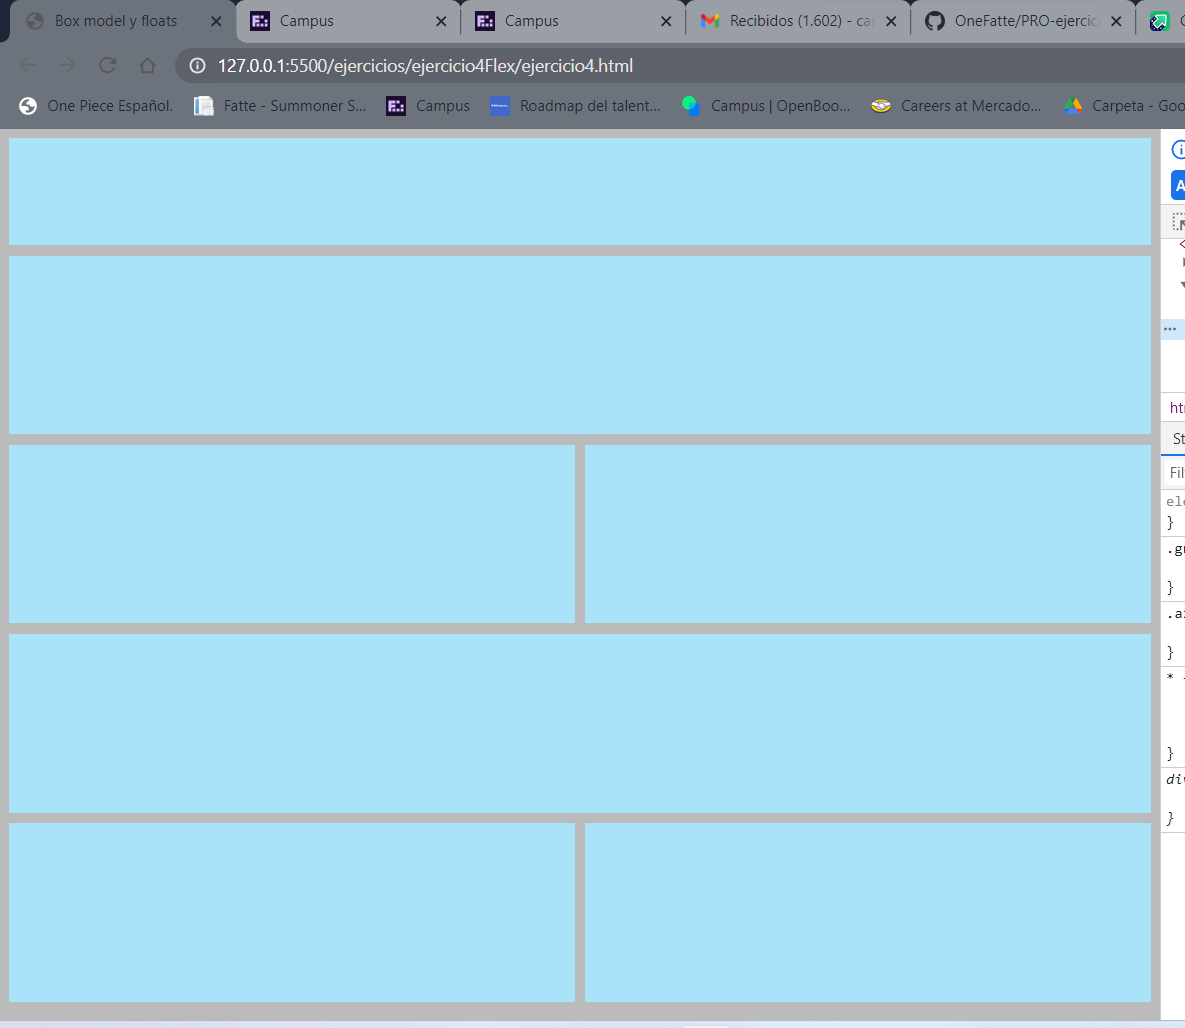 Box model y floats
Campus
Campus
Recibidos (1.602) - ca
OneFatte/PRO-ejercic
127.0.0.1:5500/ejercicios/ejercicio4Flex/ejercicio4.html
One Piece Español.
Fatte - Summoner S...
Campus
Roadmap del talent...
Campus | OpenBoo...
Careers at Mercado...
Carpeta - Goo
A
<
...
ht
St
Fil
ele
}
.g
}
.a
}
*
}
div
}